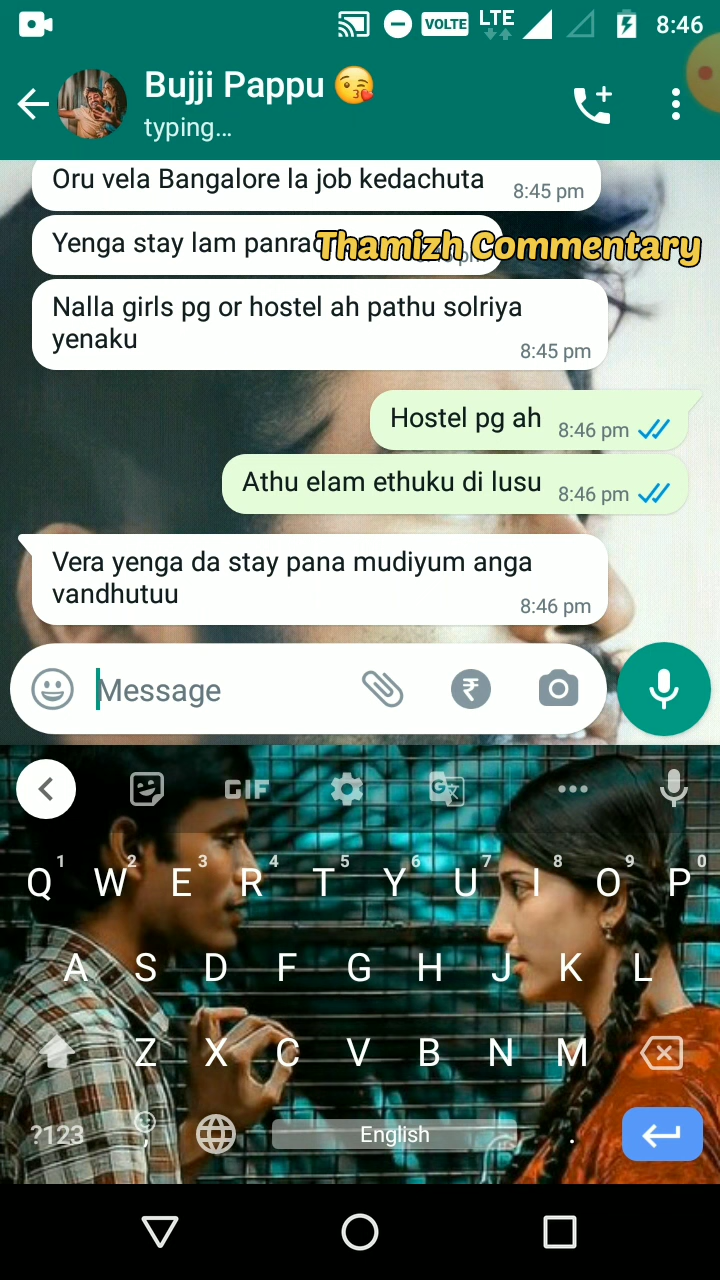 VOLTE LTE 8:46
Bujji Pappu 😘
typing...
Oru vela Bangalore la job kedachuta 8:45 pm
Yenga stay lam
Thamizh Commentary
Nalla girls pg or hostel ah pathu solriya
yenaku
8:45 pm
Hostel pg ah 8:46 pm
Athu elam ethuku di lusu 8:46 pm
Vera yenga da stay pana mudiyum anga
vandhutuu
8:46 pm
Message ₹
GIF G
1 2 3 4 5 6 7 8 9 0
Q W E R T Y U I O P
A S D F G H J K L
Z X C V B N M
?123 , English .